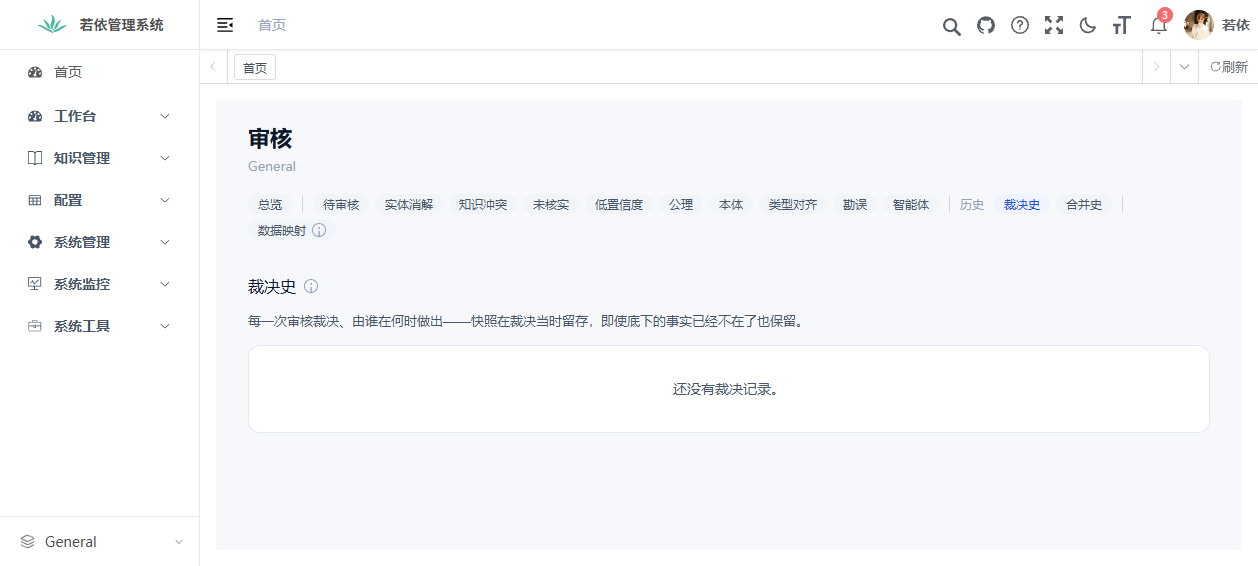 若依管理系统
首页
3
若依
首页
刷新
首页
工作台
知识管理
配置
系统管理
系统监控
系统工具
General
审核
General
总览 待审核 实体消解 知识冲突 未核实 低置信度 公理 本体 类型对齐 勘误 智能体 历史 裁决史 合并史
数据映射
裁决史
每一次审核裁决、由谁在何时做出——快照在裁决当时留存，即使底下的事实已经不在了也保留。
还没有裁决记录。